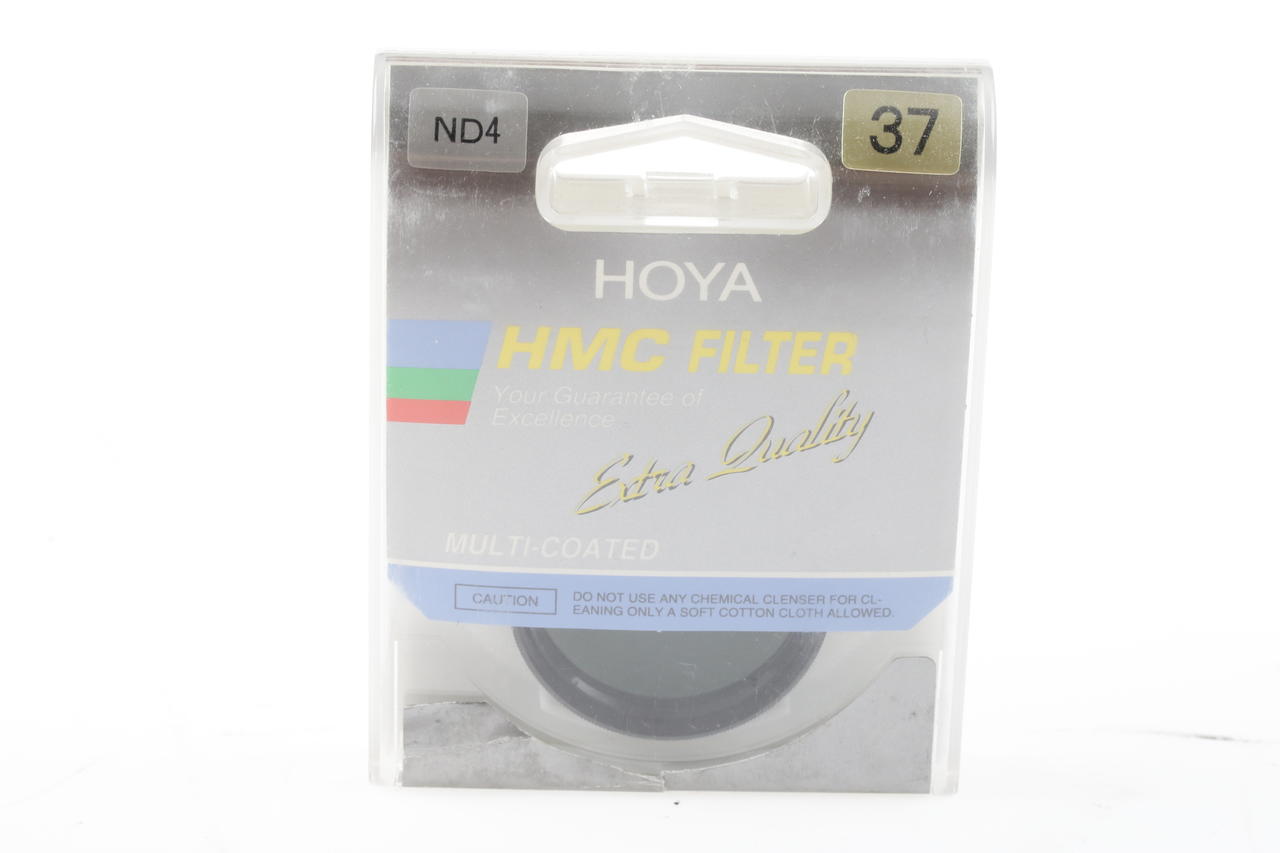 ND4
37
HOYA
HMC FILTER
Your Guarantee of
Excellence
Extra Quality
MULTI-COATED
CAUTION
DO NOT USE ANY CHEMICAL CLENSER FOR CL-
EANING ONLY A SOFT COTTON CLOTH ALLOWED.